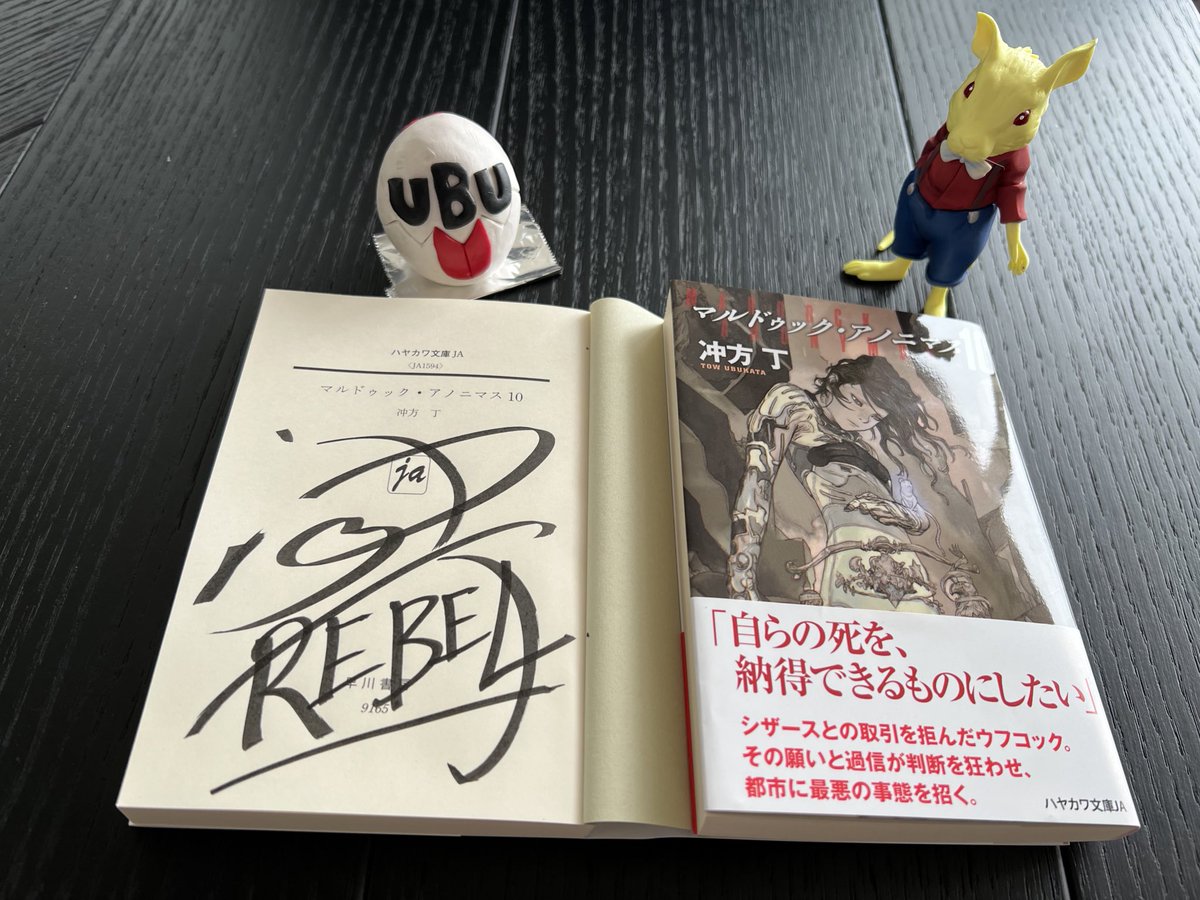 UBU
ハヤカワ文庫 JA
〈JA1594〉
マルドゥック・アノニマス 10
冲方 丁
ja
REBEL
早川書房
9165
マルドゥック・アノニマス 10
冲方 丁
TOW UBUKATA
「自らの死を、
納得できるものにしたい」
シザースとの取引を拒んだウフコック。
その願いと過信が判断を狂わせ、
都市に最悪の事態を招く。
ハヤカワ文庫JA